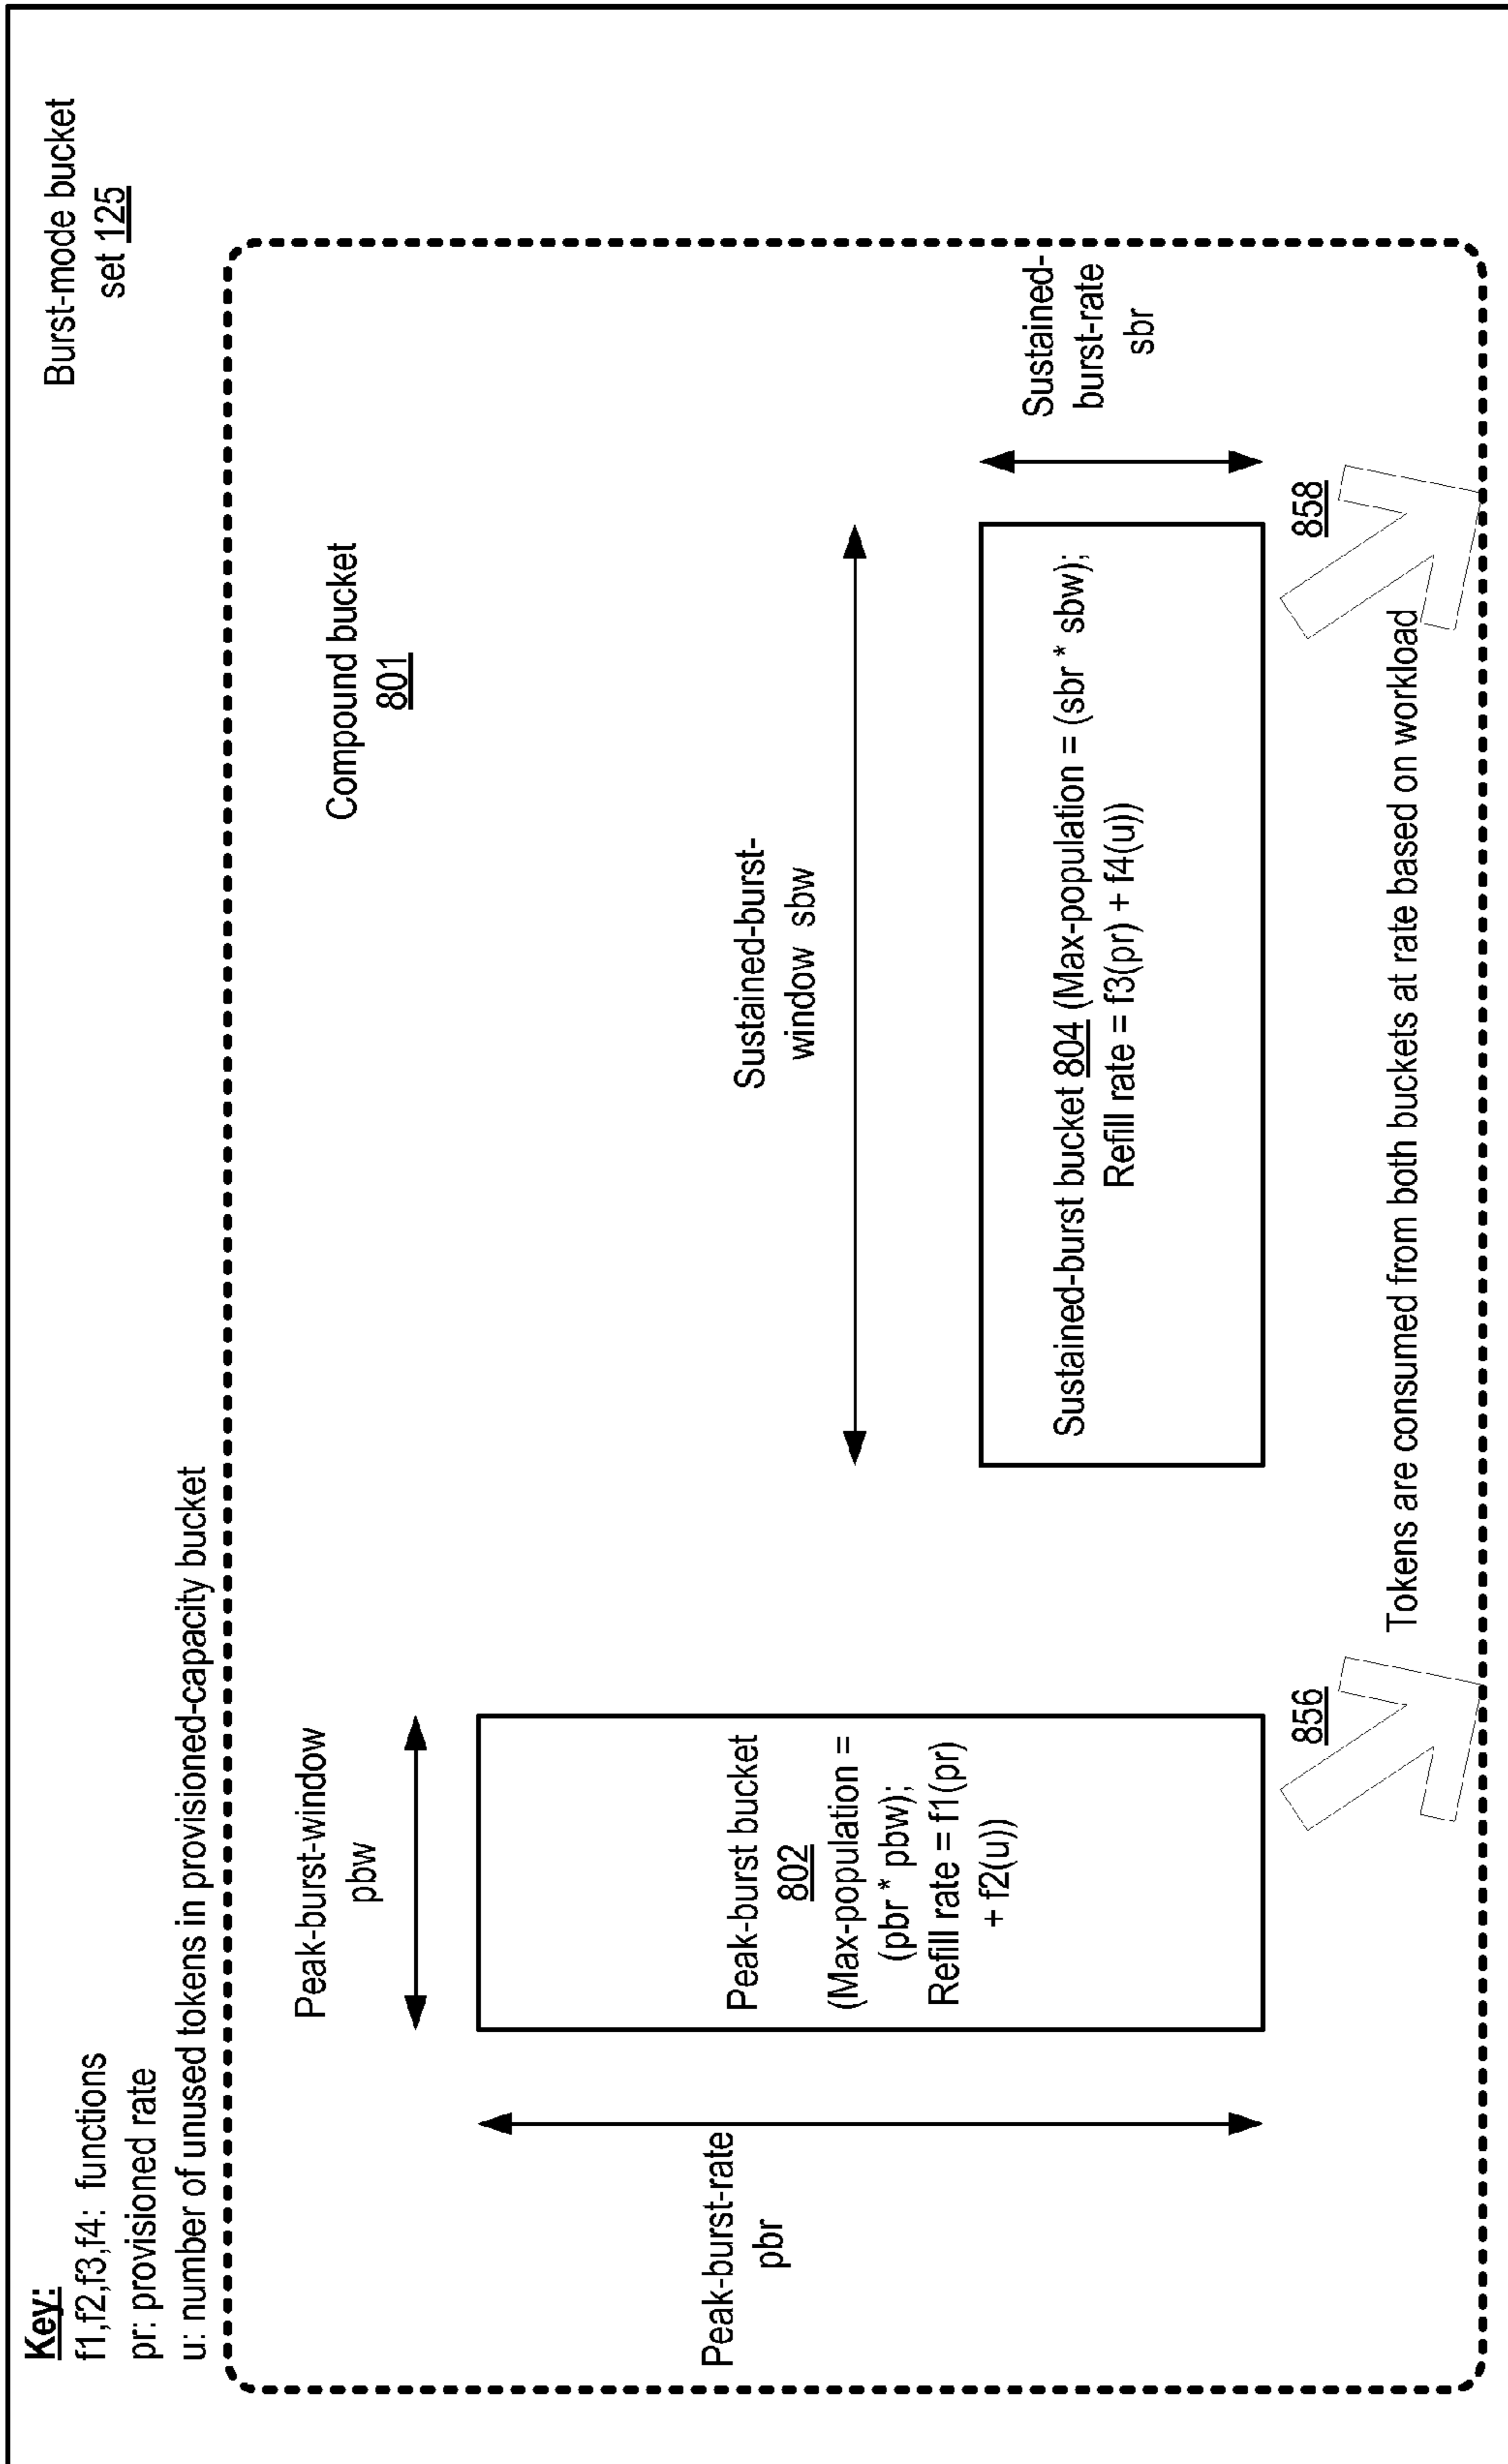 Key:
f1,f2,f3,f4: functions
pr: provisioned rate
u: number of unused tokens in provisioned-capacity bucket
Burst-mode bucket
set 125
Compound bucket
801
Peak-burst-window
pbw
Peak-burst-rate
pbr
Peak-burst bucket
802
(Max-population =
(pbr * pbw);
Refill rate = f1(pr)
+ f2(u))
Sustained-burst-
window sbw
Sustained-burst bucket 804 (Max-population = (sbr * sbw);
Refill rate = f3(pr) + f4(u))
Sustained-
burst-rate
sbr
856
858
Tokens are consumed from both buckets at rate based on workload